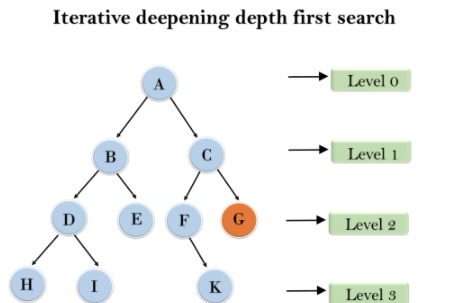 Iterative deepening depth first search
A
Level 0
B
C
Level 1
D
E
F
G
Level 2
H
I
K
Level 3